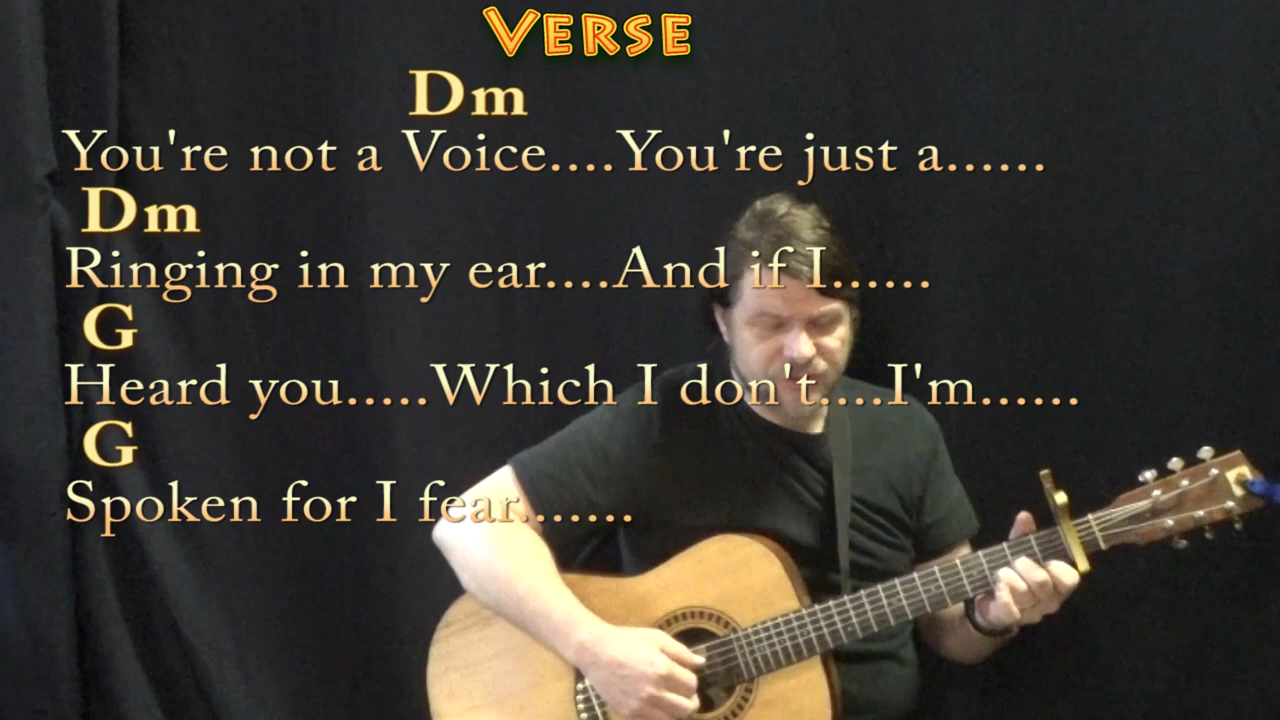 VERSE
Dm
You're not a Voice....You're just a......
Dm
Ringing in my ear....And if I......
G
Heard you.....Which I don't....I'm......
G
Spoken for I fear.......